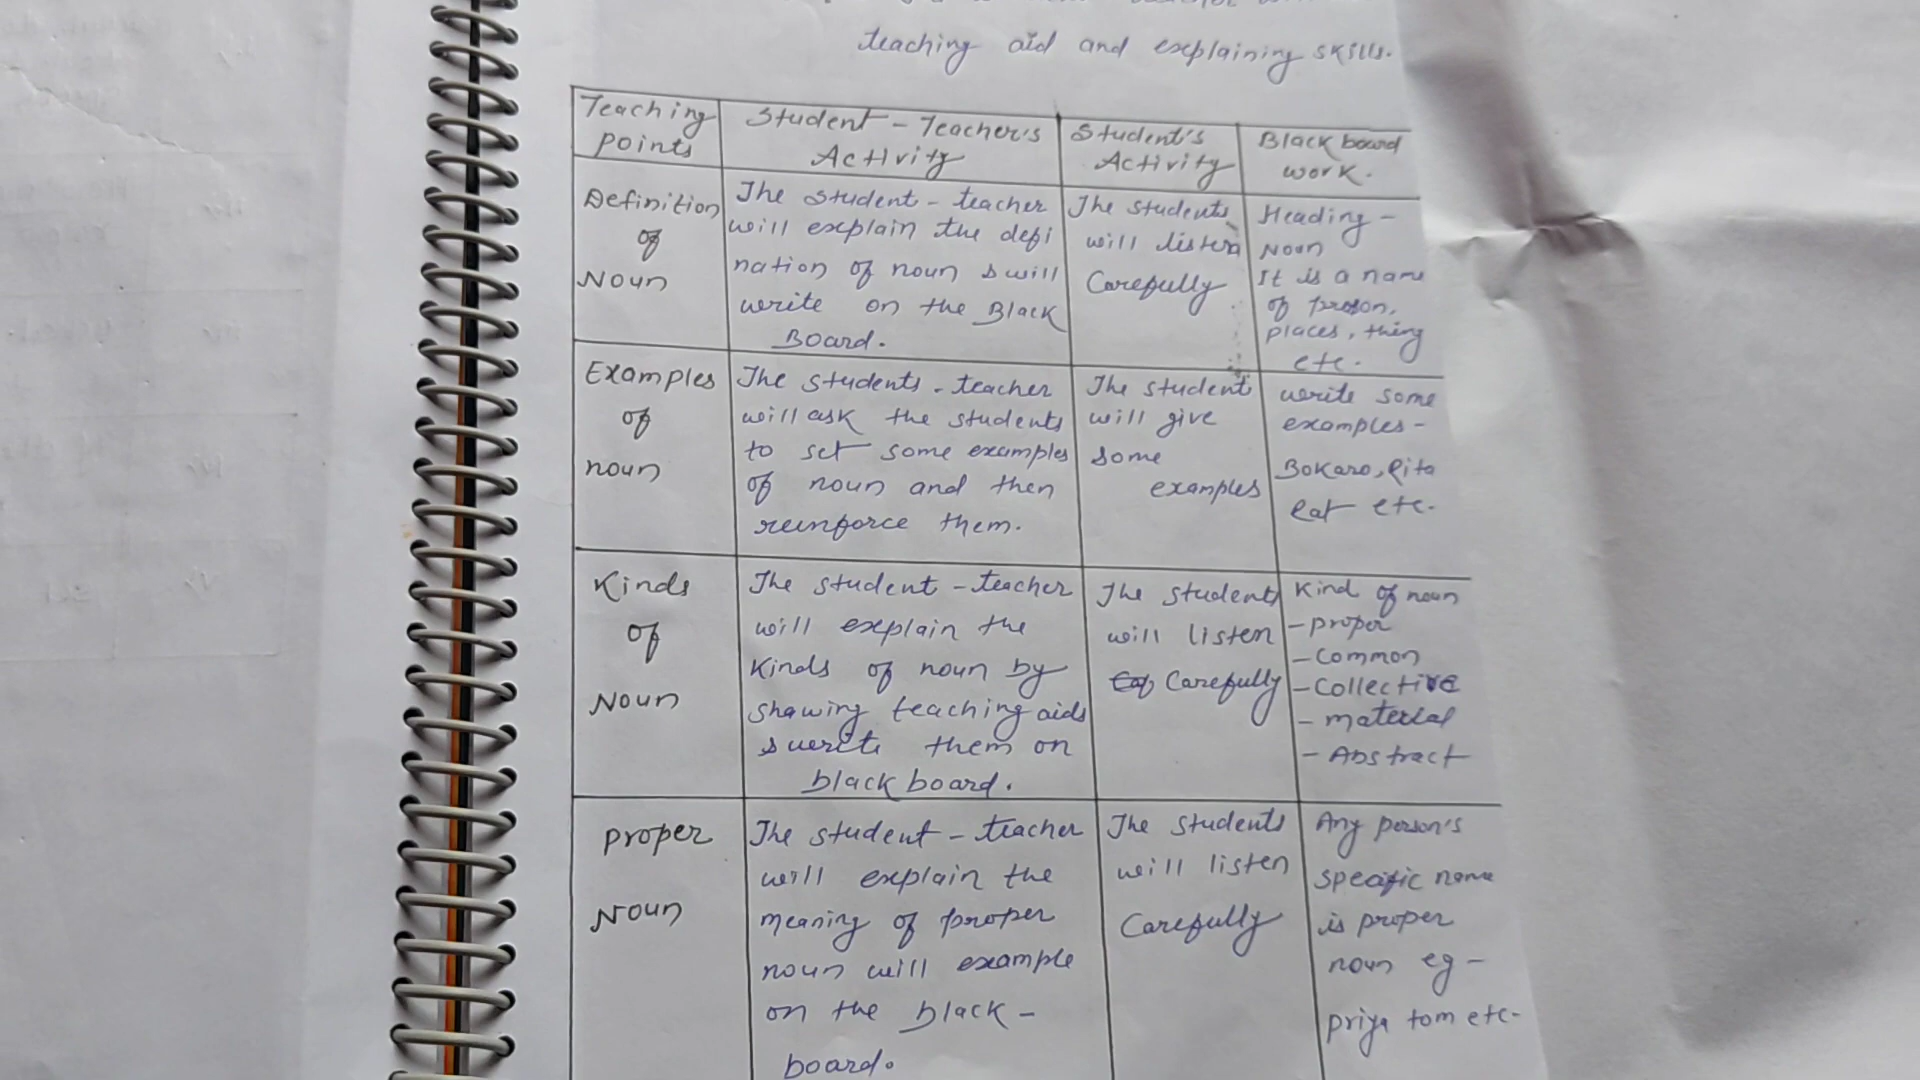 teaching aid and explaining skills.
Teaching points
Student - Teacher's Activity
Student's Activity
Black board work.
Definition
of
Noun
The student - teacher
will explain the defi
nation of noun & will
write on the Black
Board.
The students
will listen
Carefully
Heading -
Noun
It is a name
of person,
places, thing
etc.
Examples
of
noun
The students - teacher
will ask the students
to set some examples
of noun and then
reinforce them.
The student
will give
some
examples
write some
examples -
Bokaro, Rita
eat etc.
Kinds
of
Noun
The student - teacher
will explain the
Kinds of noun by
shawing teaching aids
& write them on
black board.
The students
will listen
Carefully
Kind of noun
- proper
- Common
- Collective
- material
- Abstract
proper
Noun
The student - teacher
will explain the
meaning of proper
noun will example
on the black -
board.
The students
will listen
Carefully
Any person's
specific name
is proper
noun eg -
priya tom etc-